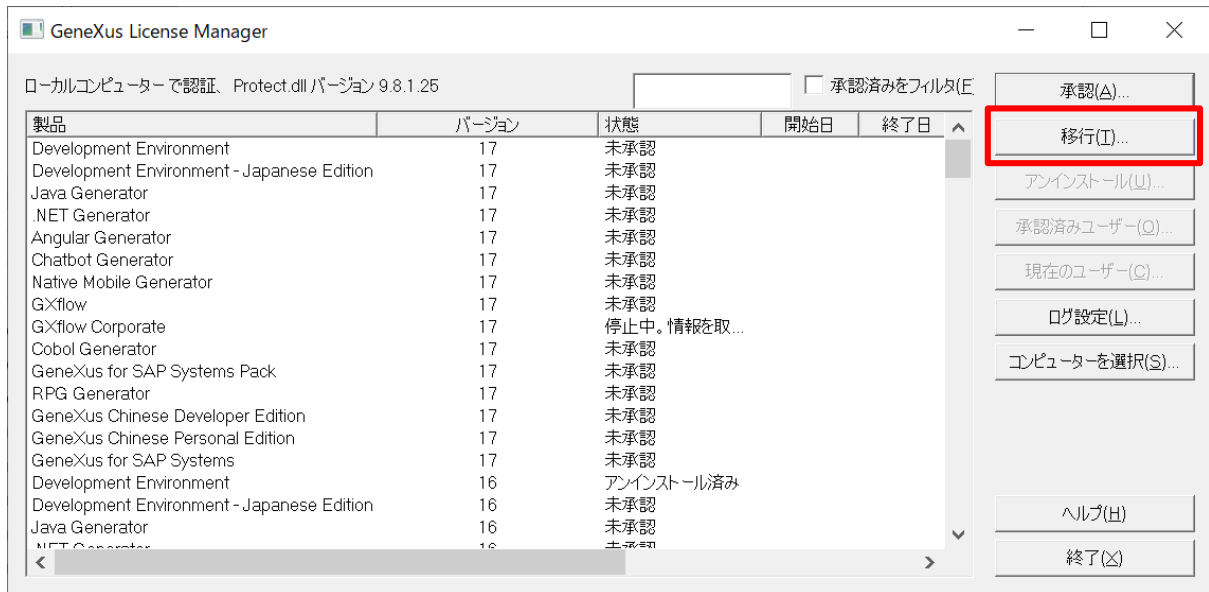 GeneXus License Manager
ローカルコンピューター で認証、 Protect.dll バージョン 9.8.1.25
承認済みをフィルタ(F
承認(A)...
製品 バージョン 状態 開始日 終了日
移行(T)...
Development Environment 17 未承認
Development Environment - Japanese Edition 17 未承認
アンインストール(U)...
Java Generator 17 未承認
.NET Generator 17 未承認
承認済みユーザー(O)...
Angular Generator 17 未承認
Chatbot Generator 17 未承認
現在のユーザー(C)...
Native Mobile Generator 17 未承認
GXflow 17 未承認
ログ設定(L)...
GXflow Corporate 17 停止中。情報を取...
Cobol Generator 17 未承認
コンピューターを選択(S)...
GeneXus for SAP Systems Pack 17 未承認
RPG Generator 17 未承認
GeneXus Chinese Developer Edition 17 未承認
GeneXus Chinese Personal Edition 17 未承認
GeneXus for SAP Systems 17 未承認
Development Environment 16 アンインストール済み
Development Environment - Japanese Edition 16 未承認
ヘルプ(H)
Java Generator 16 未承認
.NET Generator 16 未承認
終了(X)